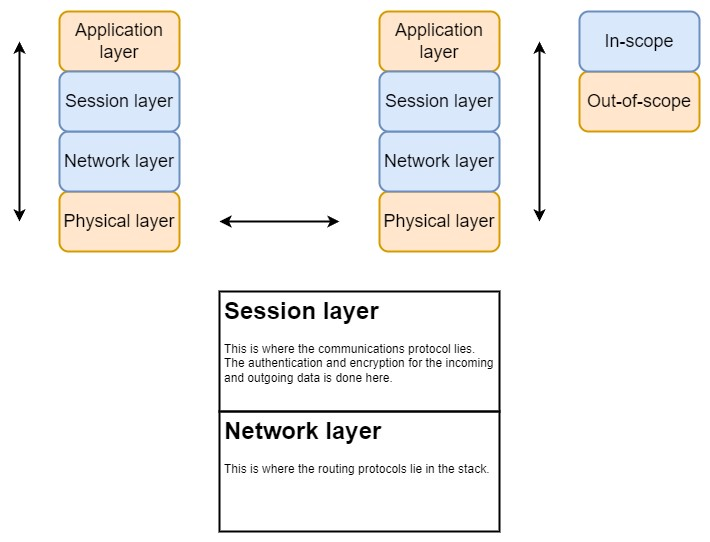 Application
layer
Session layer
Network layer
Physical layer
Application
layer
Session layer
Network layer
Physical layer
In-scope
Out-of-scope
Session layer
This is where the communications protocol lies.
The authentication and encryption for the incoming
and outgoing data is done here.
Network layer
This is where the routing protocols lie in the stack.